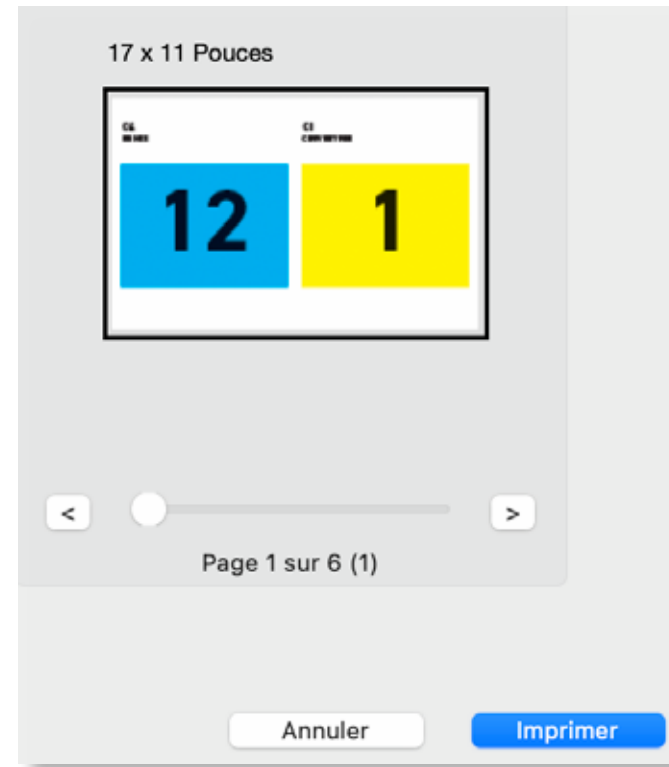 17 x 11 Pouces
12 1
< >
Page 1 sur 6 (1)
Annuler Imprimer